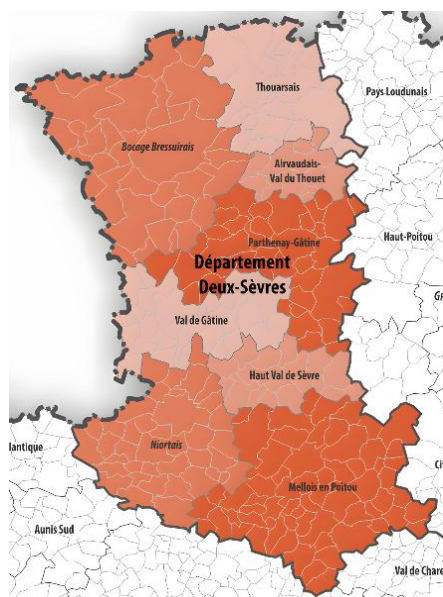 Thouarsais
Pays Loudunais
Bocage Bressuirais
Airvaudais-
Val du Thouet
Haut-Poitou
Parthenay-Gâtine
Département
Deux-Sèvres
Val de Gâtine
Haut Val de Sèvre
Niortais
lantique
Mellois en Poitou
Aunis Sud
Val de Chare